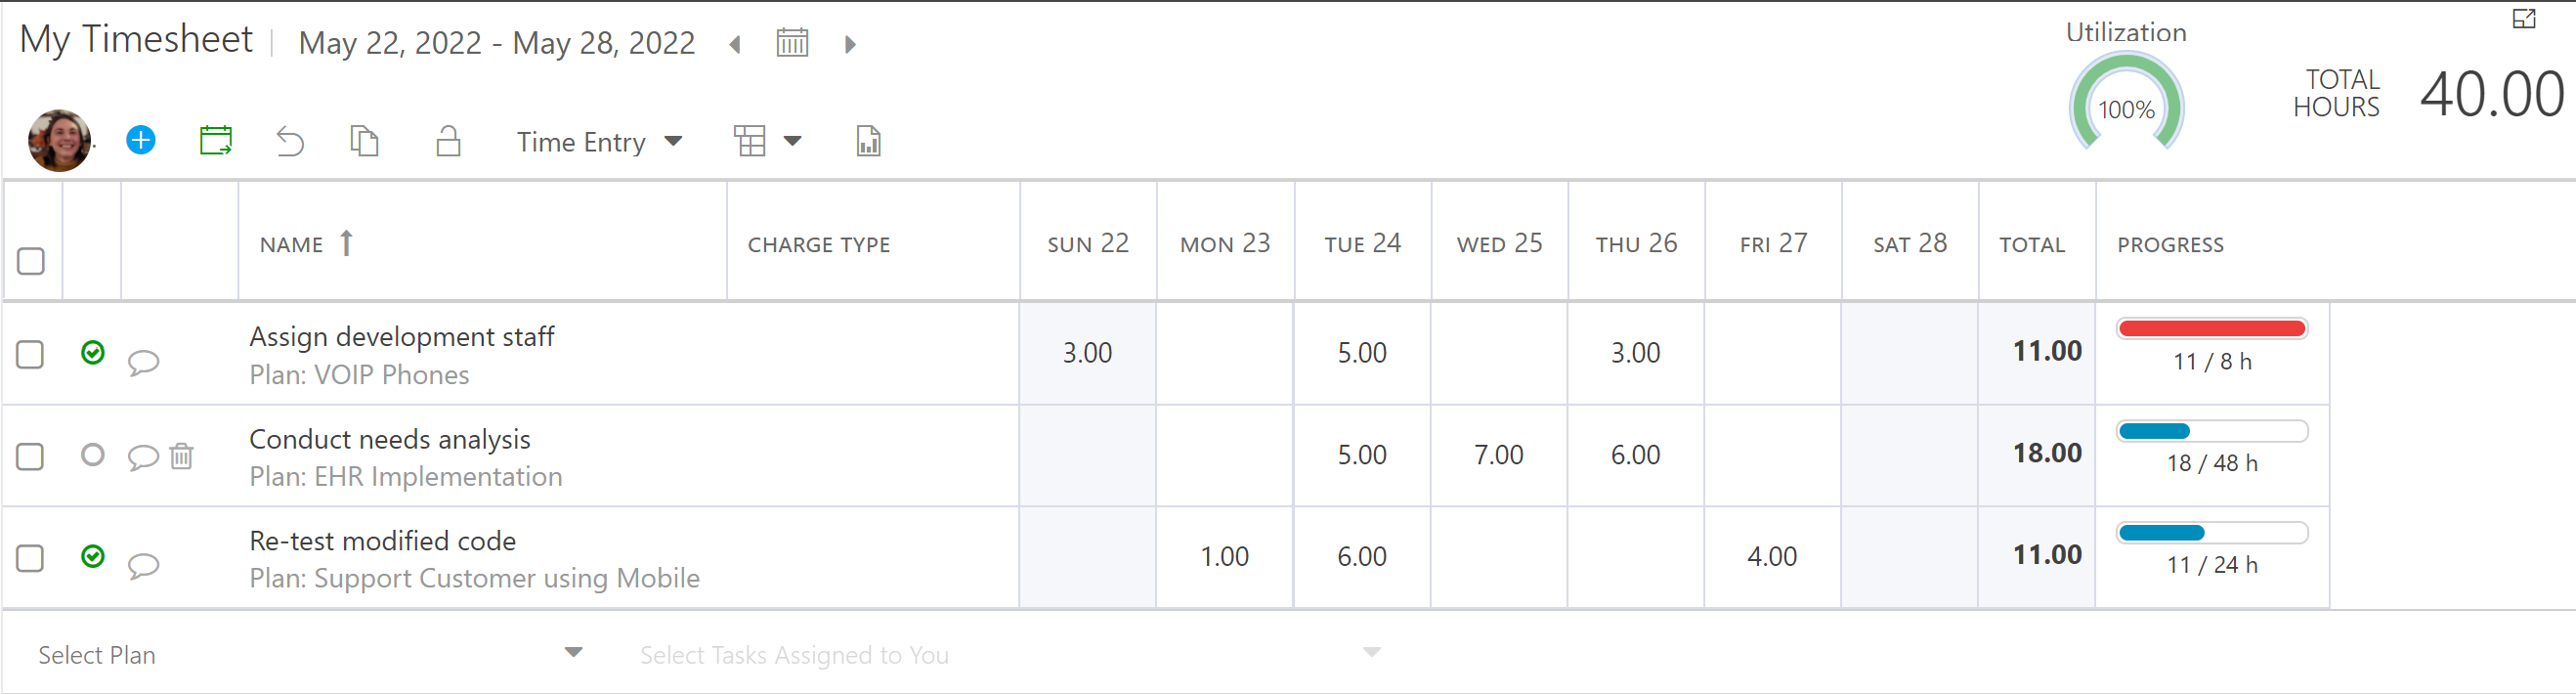 My Timesheet
May 22, 2022 - May 28, 2022
Utilization
100%
TOTAL HOURS
40.00
Time Entry
NAME CHARGE TYPE SUN 22 MON 23 TUE 24 WED 25 THU 26 FRI 27 SAT 28 TOTAL PROGRESS
Assign development staff
Plan: VOIP Phones
3.00 5.00 3.00 11.00
11 / 8 h
Conduct needs analysis
Plan: EHR Implementation
5.00 7.00 6.00 18.00
18 / 48 h
Re-test modified code
Plan: Support Customer using Mobile
1.00 6.00 4.00 11.00
11 / 24 h
Select Plan
Select Tasks Assigned to You